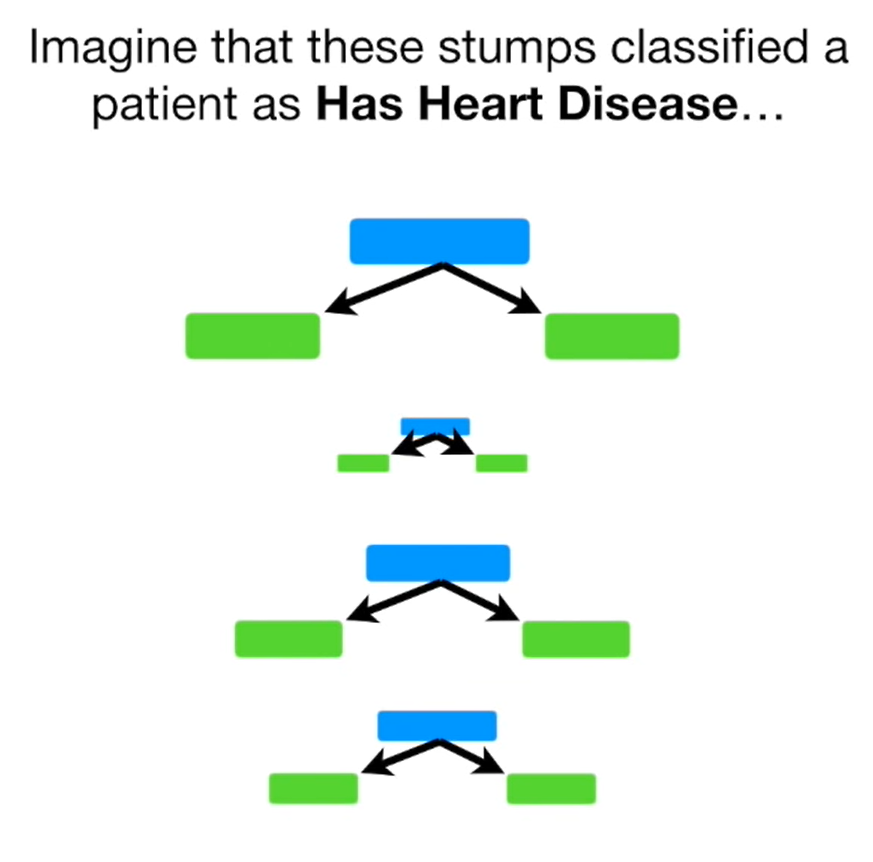 Imagine that these stumps classified a
patient as Has Heart Disease…